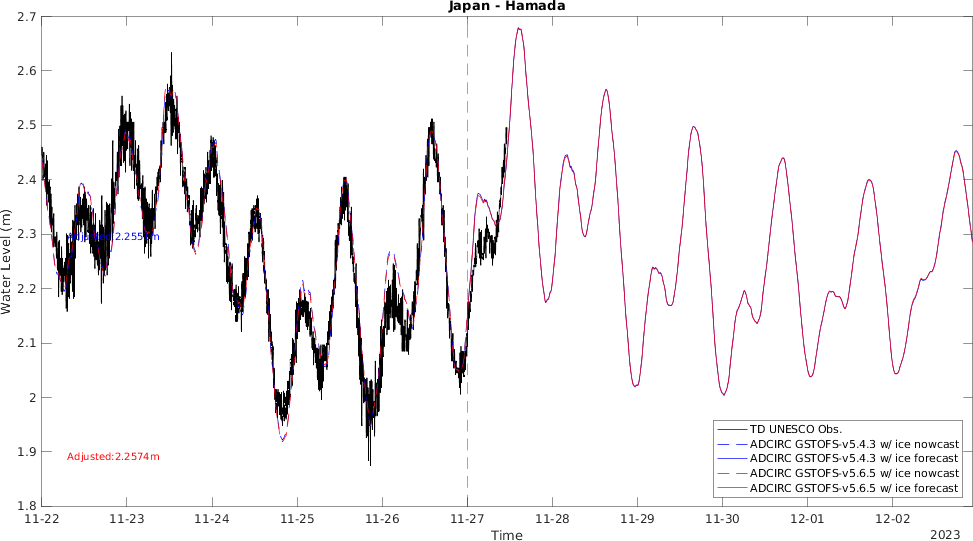 Japan - Hamada
2.7
2.6
2.5
2.4
2.3
2.2
2.1
2
1.9
1.8
Water Level (m)
Adjusted:2.2574m
TD UNESCO Obs.
ADCIRC GSTOFS-v5.4.3 w/ ice nowcast
ADCIRC GSTOFS-v5.4.3 w/ ice forecast
ADCIRC GSTOFS-v5.6.5 w/ ice nowcast
ADCIRC GSTOFS-v5.6.5 w/ ice forecast
11-22 11-23 11-24 11-25 11-26 11-27 11-28 11-29 11-30 12-01 12-02
Time
2023